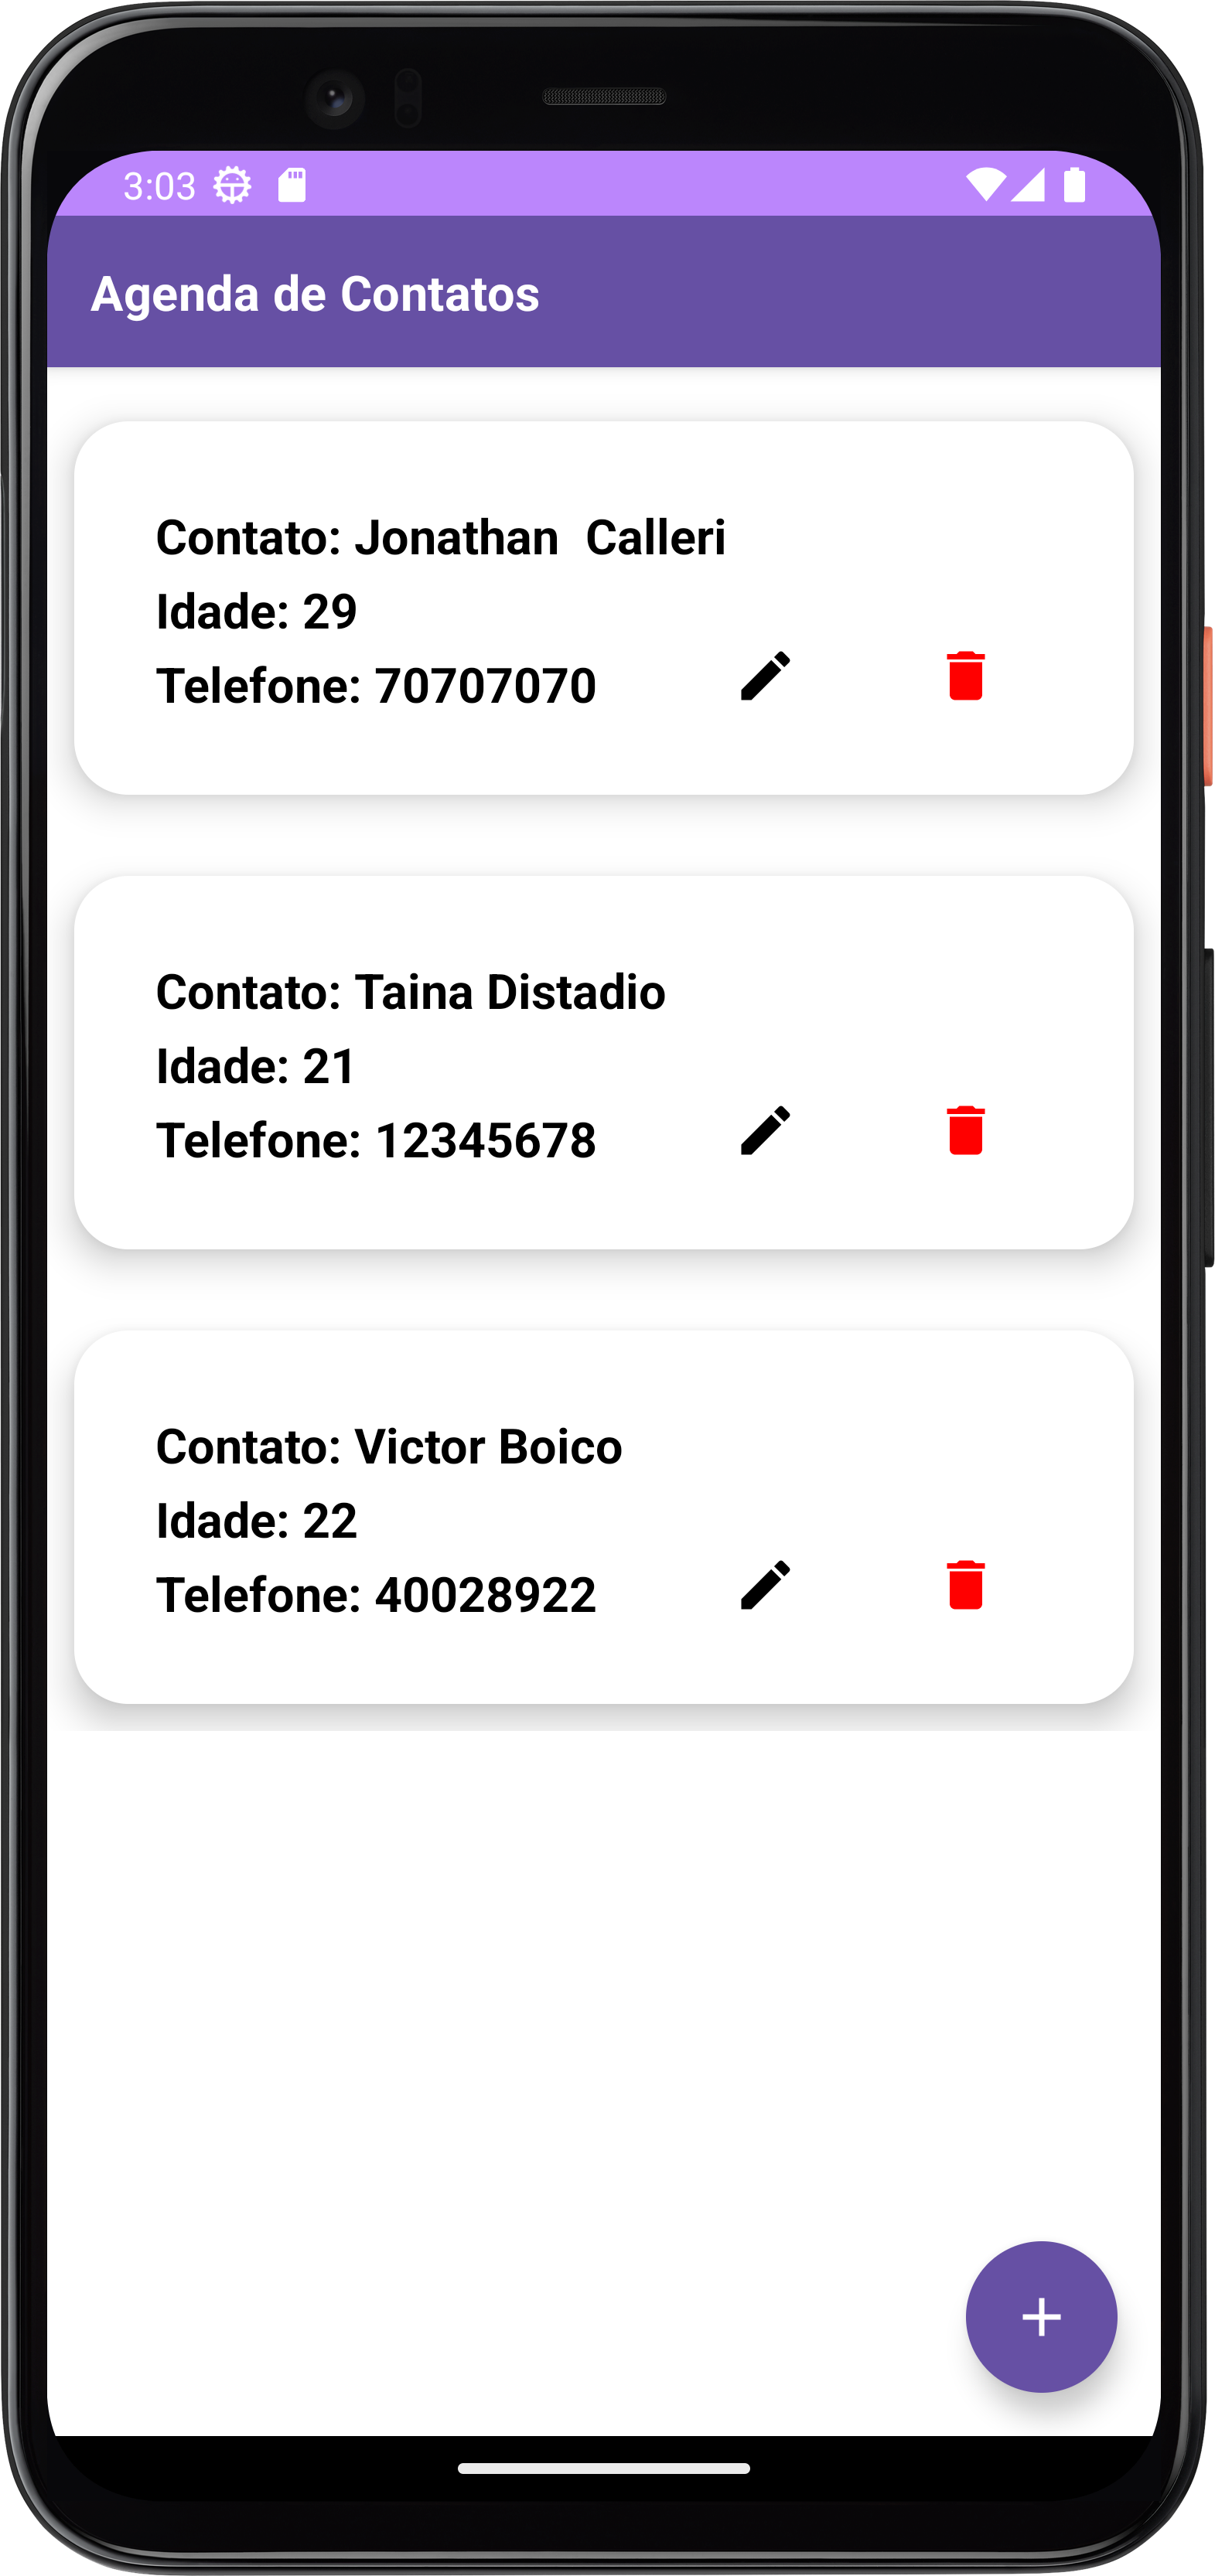 3:03
Agenda de Contatos
Contato: Jonathan  Calleri
Idade: 29
Telefone: 70707070
Contato: Taina Distadio
Idade: 21
Telefone: 12345678
Contato: Victor Boico
Idade: 22
Telefone: 40028922